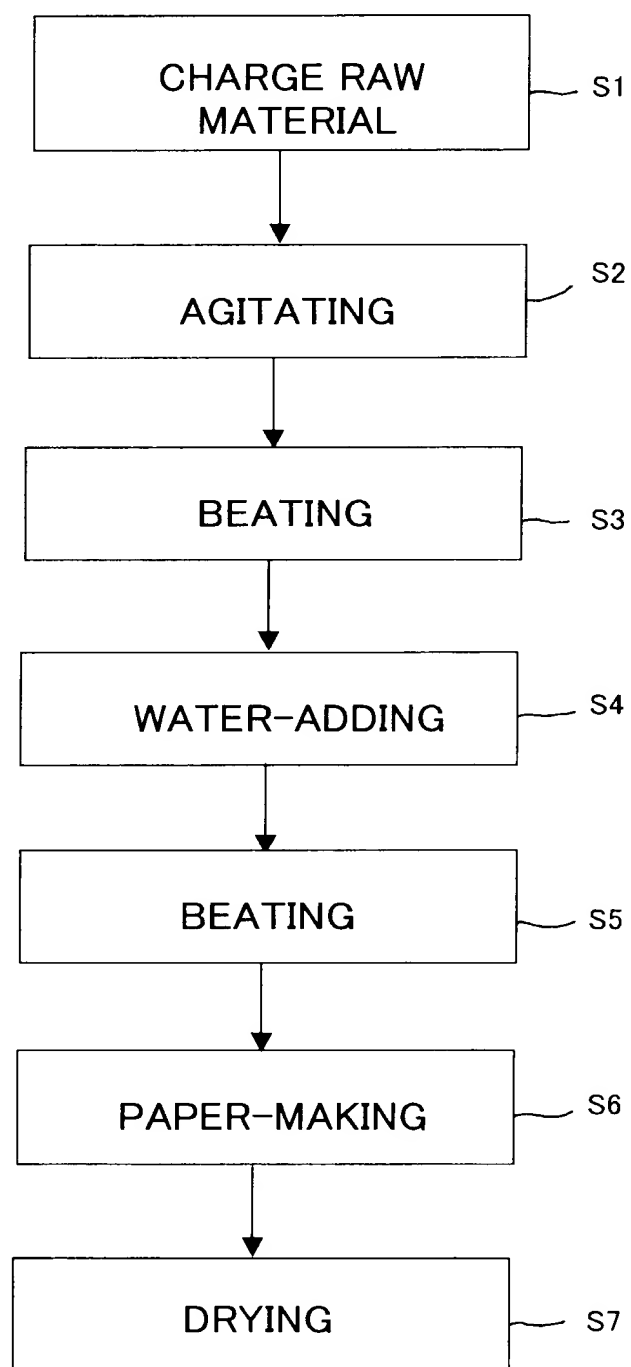 CHARGE RAW
MATERIAL
S1
AGITATING
S2
BEATING
S3
WATER-ADDING
S4
BEATING
S5
PAPER-MAKING
S6
DRYING
S7